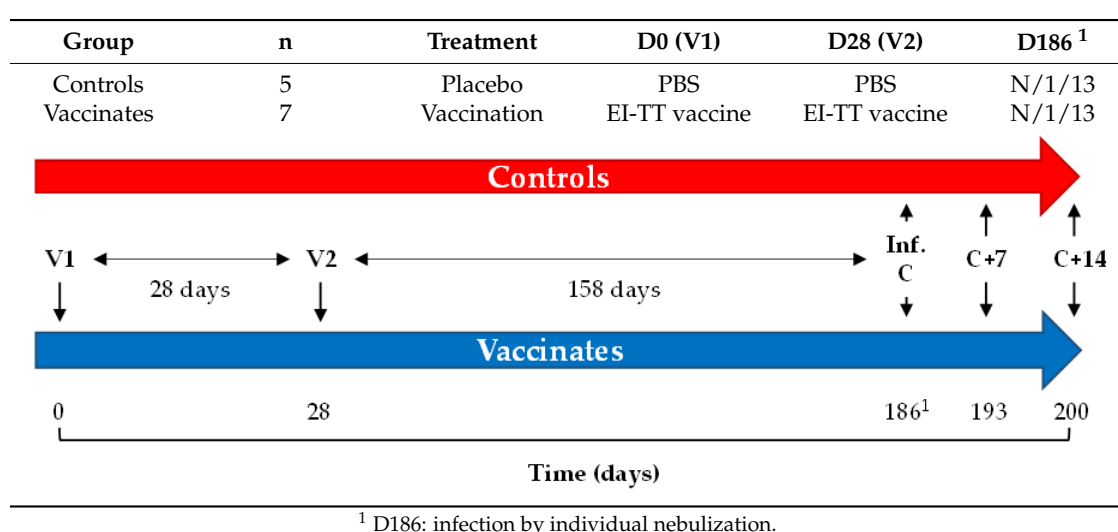 Group n Treatment D0 (V1) D28 (V2) D186 ¹
Controls 5 Placebo PBS PBS N/1/13
Vaccinates 7 Vaccination EI-TT vaccine EI-TT vaccine N/1/13
Controls
V1 V2 Inf. C C+7 C+14
28 days 158 days
Vaccinates
0 28 186¹ 193 200
Time (days)
¹ D186: infection by individual nebulization.